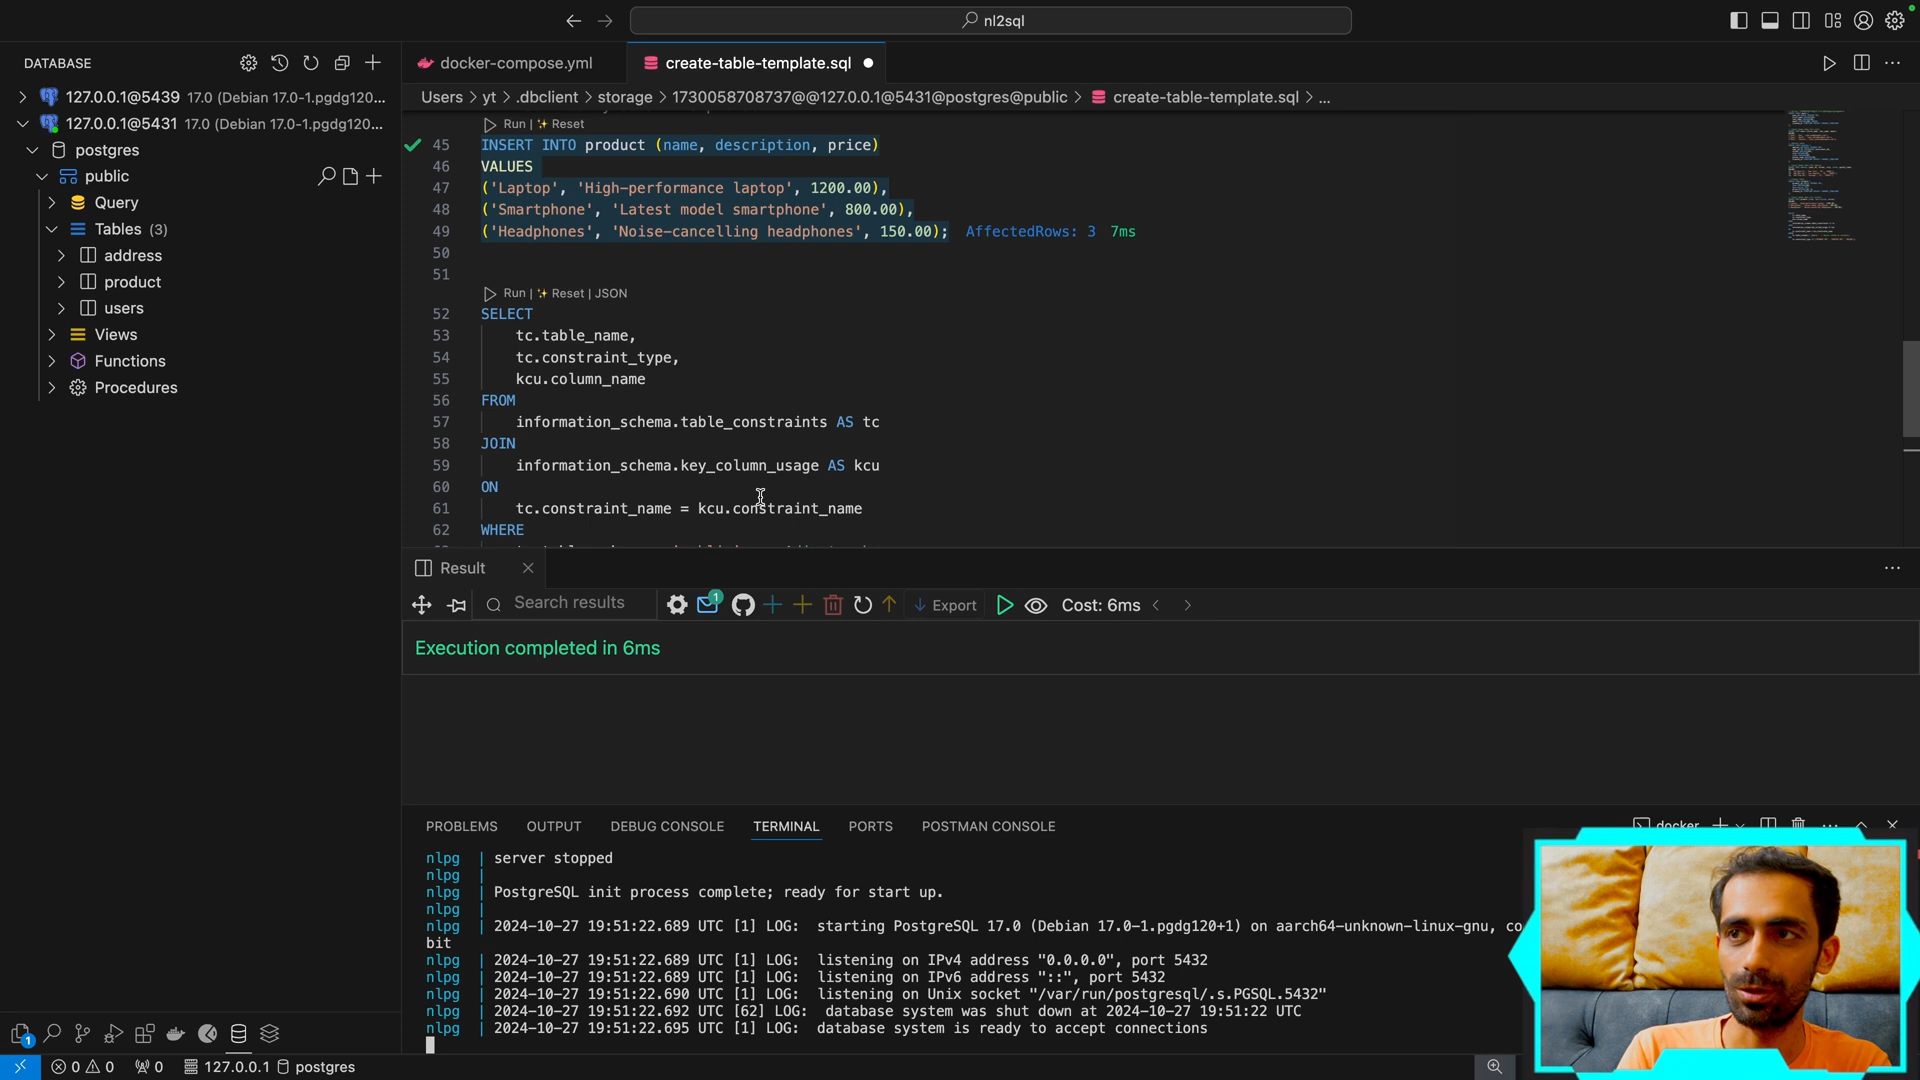 nl2sql
DATABASE
127.0.0.1@5439 17.0 (Debian 17.0-1.pgdg120...
127.0.0.1@5431 17.0 (Debian 17.0-1.pgdg120...
postgres
public
Query
Tables (3)
address
product
users
Views
Functions
Procedures
docker-compose.yml
create-table-template.sql
Users > yt > .dbclient > storage > 1730058708737@@127.0.0.1@5431@postgres@public > create-table-template.sql > ...
Run | Reset
45 INSERT INTO product (name, description, price)
46 VALUES
47 ('Laptop', 'High-performance laptop', 1200.00),
48 ('Smartphone', 'Latest model smartphone', 800.00),
49 ('Headphones', 'Noise-cancelling headphones', 150.00); AffectedRows: 3 7ms
50
51
Run | Reset | JSON
52 SELECT
53 tc.table_name,
54 tc.constraint_type,
55 kcu.column_name
56 FROM
57 information_schema.table_constraints AS tc
58 JOIN
59 information_schema.key_column_usage AS kcu
60 ON
61 tc.constraint_name = kcu.constraint_name
62 WHERE
Result
Search results
1
Export
Cost: 6ms
Execution completed in 6ms
PROBLEMS OUTPUT DEBUG CONSOLE TERMINAL PORTS POSTMAN CONSOLE
docker
nlpg | server stopped
nlpg |
nlpg | PostgreSQL init process complete; ready for start up.
nlpg |
nlpg | 2024-10-27 19:51:22.689 UTC [1] LOG: starting PostgreSQL 17.0 (Debian 17.0-1.pgdg120+1) on aarch64-unknown-linux-gnu, co
bit
nlpg | 2024-10-27 19:51:22.689 UTC [1] LOG: listening on IPv4 address "0.0.0.0", port 5432
nlpg | 2024-10-27 19:51:22.689 UTC [1] LOG: listening on IPv6 address "::", port 5432
nlpg | 2024-10-27 19:51:22.690 UTC [1] LOG: listening on Unix socket "/var/run/postgresql/.s.PGSQL.5432"
nlpg | 2024-10-27 19:51:22.692 UTC [62] LOG: database system was shut down at 2024-10-27 19:51:22 UTC
nlpg | 2024-10-27 19:51:22.695 UTC [1] LOG: database system is ready to accept connections
1
0 0 0 127.0.0.1 postgres